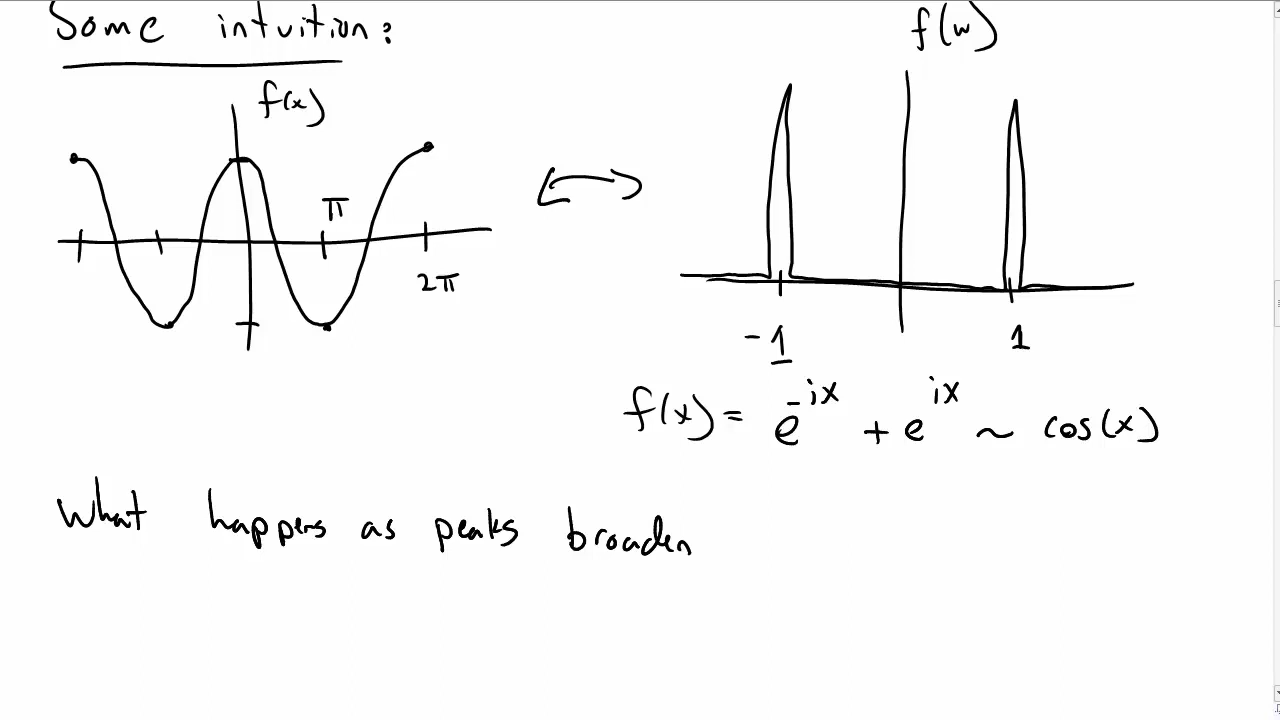 Some intuition:
f(x)
f(w)
π
2π
-1
1
f(x) = e^{-ix} + e^{ix} ~ cos(x)
What happens as peaks broaden